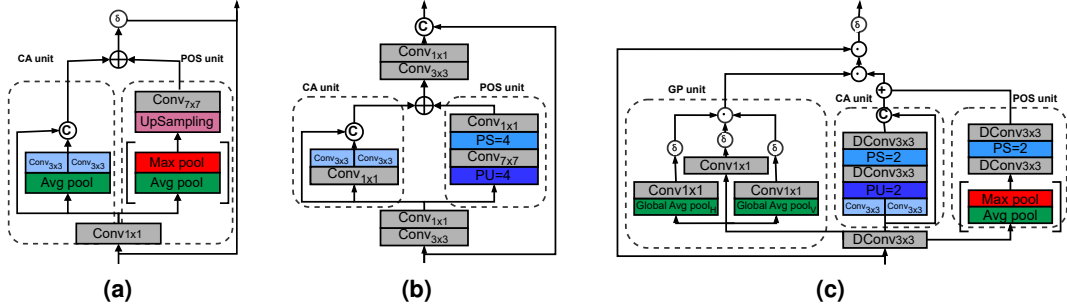 δ
CA unit
POS unit
Conv7x7
UpSampling
C
Conv3x3 Conv3x3
Avg pool
Max pool
Avg pool
Conv1x1
(a)
C
Conv1x1
Conv3x3
CA unit
POS unit
C
Conv3x3 Conv3x3
Conv1x1
Conv1x1
PS=4
Conv7x7
PU=4
Conv1x1
Conv3x3
(b)
δ
GP unit
CA unit
POS unit
δ
δ
δ
Conv1x1
Conv1x1
Global Avg poolH
Conv1x1
Global Avg poolV
C
DConv3x3
PS=2
DConv3x3
PU=2
Conv3x3 Conv3x3
DConv3x3
PS=2
DConv3x3
Max pool
Avg pool
DConv3x3
(c)